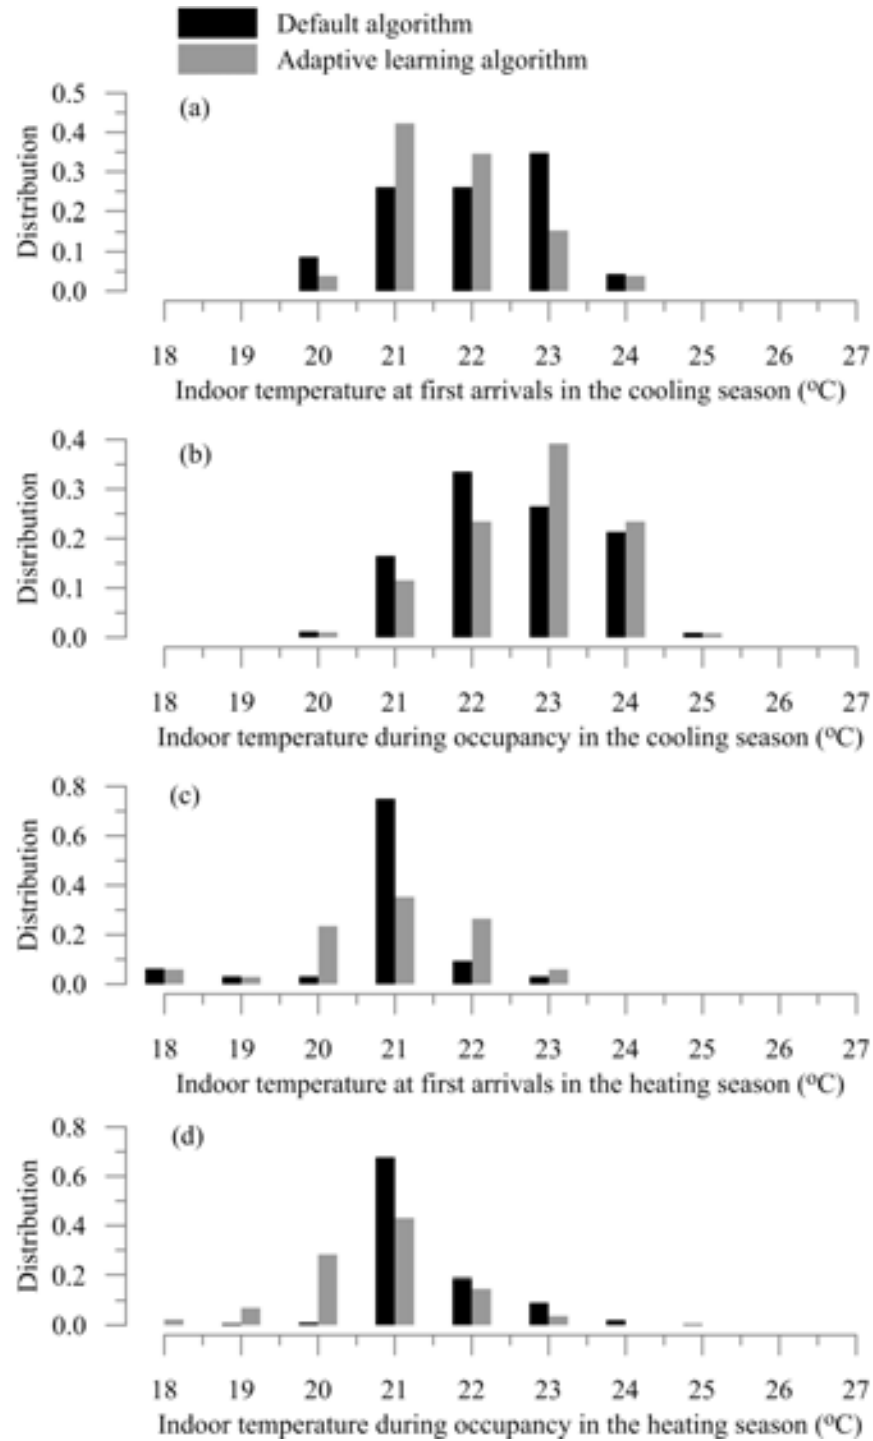 Default algorithm
Adaptive learning algorithm
(a)
Distribution
0.5
0.4
0.3
0.2
0.1
0.0
18 19 20 21 22 23 24 25 26 27
Indoor temperature at first arrivals in the cooling season (ºC)
(b)
Distribution
0.4
0.3
0.2
0.1
0.0
18 19 20 21 22 23 24 25 26 27
Indoor temperature during occupancy in the cooling season (ºC)
(c)
Distribution
0.8
0.6
0.4
0.2
0.0
18 19 20 21 22 23 24 25 26 27
Indoor temperature at first arrivals in the heating season (ºC)
(d)
Distribution
0.8
0.6
0.4
0.2
0.0
18 19 20 21 22 23 24 25 26 27
Indoor temperature during occupancy in the heating season (ºC)